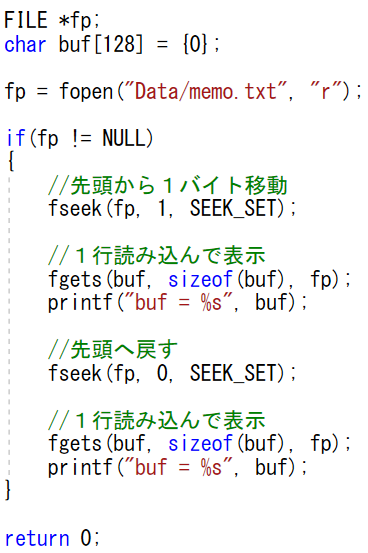 FILE *fp;
char buf[128] = {0};
fp = fopen("Data/memo.txt", "r");
if(fp != NULL)
{
//先頭から１バイト移動
fseek(fp, 1, SEEK_SET);
//１行読み込んで表示
fgets(buf, sizeof(buf), fp);
printf("buf = %s", buf);
//先頭へ戻す
fseek(fp, 0, SEEK_SET);
//１行読み込んで表示
fgets(buf, sizeof(buf), fp);
printf("buf = %s", buf);
}
return 0;